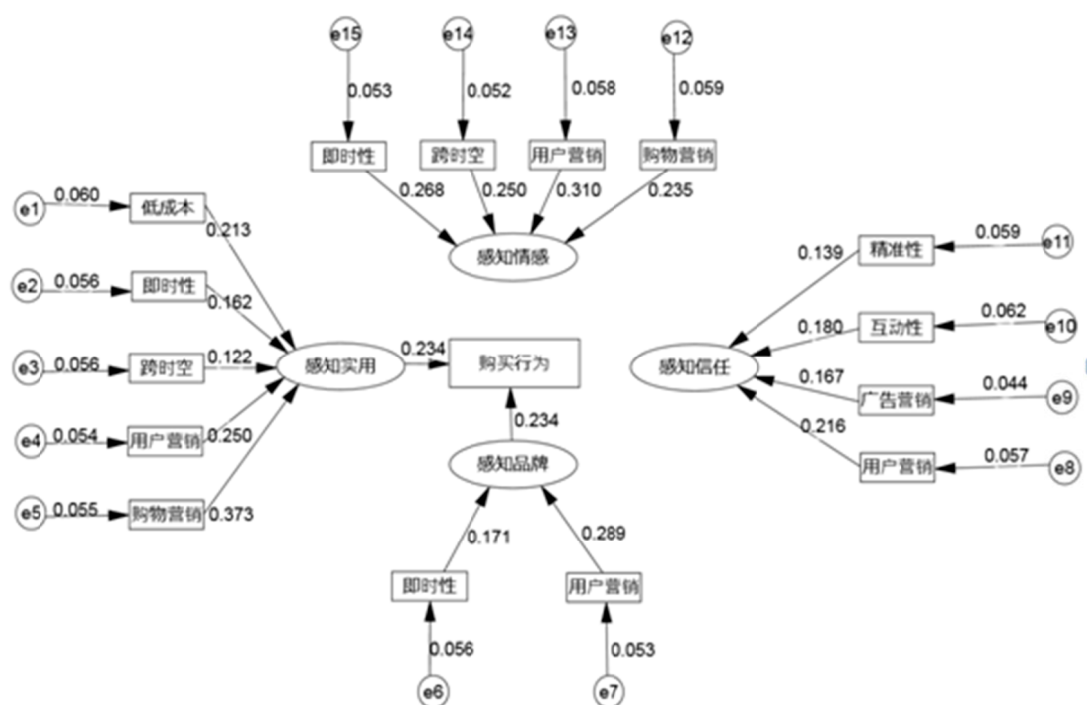 e15
e14
e13
e12
0.053
0.052
0.058
0.059
即时性
跨时空
用户营销
购物营销
0.268
0.250
0.310
0.235
感知情感
e1
0.060
低成本
0.213
e2
0.056
即时性
0.162
e3
0.056
跨时空
0.122
e4
0.054
用户营销
0.250
e5
0.055
购物营销
0.373
感知实用
0.234
购买行为
0.234
感知品牌
0.171
0.289
即时性
用户营销
0.056
0.053
e6
e7
感知信任
0.139
精准性
0.059
e11
0.180
互动性
0.062
e10
0.167
广告营销
0.044
e9
0.216
用户营销
0.057
e8